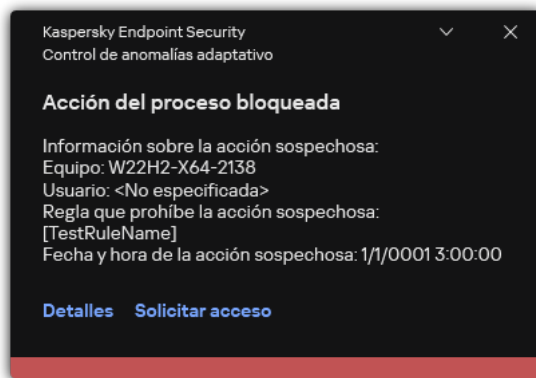 Kaspersky Endpoint Security
Control de anomalías adaptativo
Acción del proceso bloqueada
Información sobre la acción sospechosa:
Equipo: W22H2-X64-2138
Usuario: <No especificada>
Regla que prohíbe la acción sospechosa:
[TestRuleName]
Fecha y hora de la acción sospechosa: 1/1/0001 3:00:00
Detalles Solicitar acceso